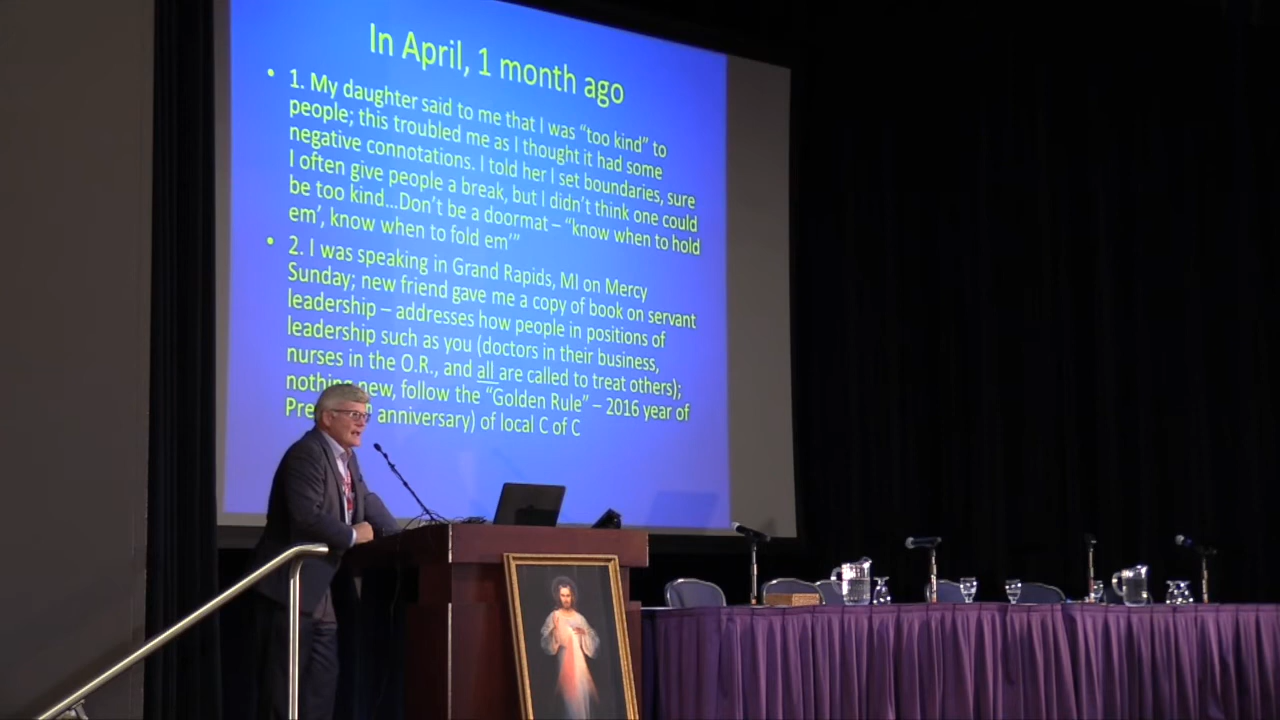 In April, 1 month ago
• 1. My daughter said to me that I was “too kind” to
people; this troubled me as I thought it had some
negative connotations. I told her I set boundaries, sure
I often give people a break, but I didn’t think one could
be too kind…Don’t be a doormat – “know when to hold
em’, know when to fold em’”
• 2. I was speaking in Grand Rapids, MI on Mercy
Sunday; new friend gave me a copy of book on servant
leadership – addresses how people in positions of
leadership such as you (doctors in their business,
nurses in the O.R., and all are called to treat others);
nothing new, follow the “Golden Rule” – 2016 year of
anniversary) of local C of C